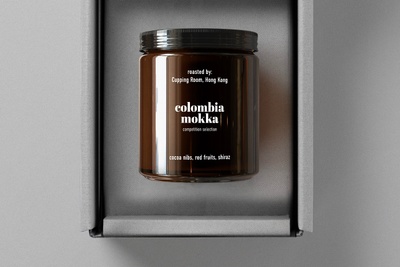 roasted by:
Cupping Room, Hong Kong
colombia
mokka
competition selection
cocoa nibs, red fruits, shiraz